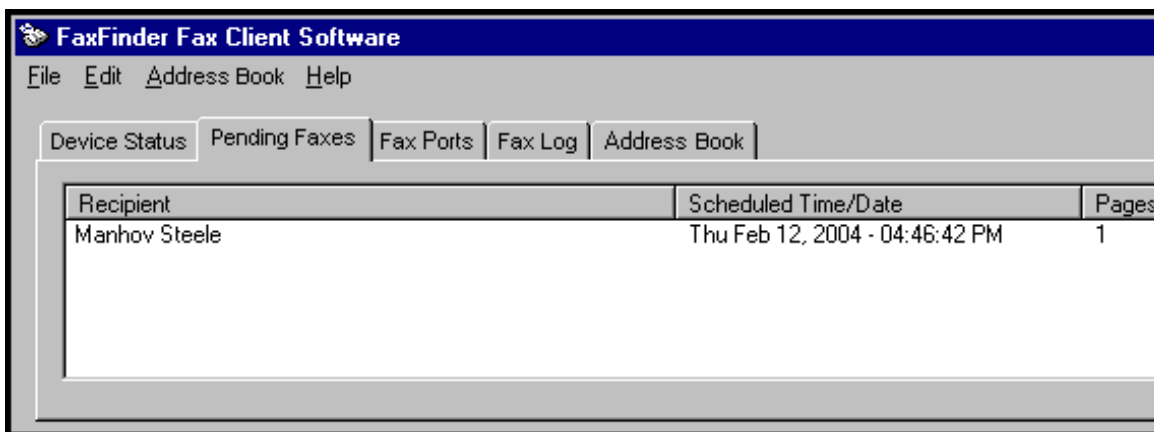 FaxFinder Fax Client Software
File Edit Address Book Help
Device Status Pending Faxes Fax Ports Fax Log Address Book
Recipient Scheduled Time/Date Pages
Manhov Steele Thu Feb 12, 2004 - 04:46:42 PM 1